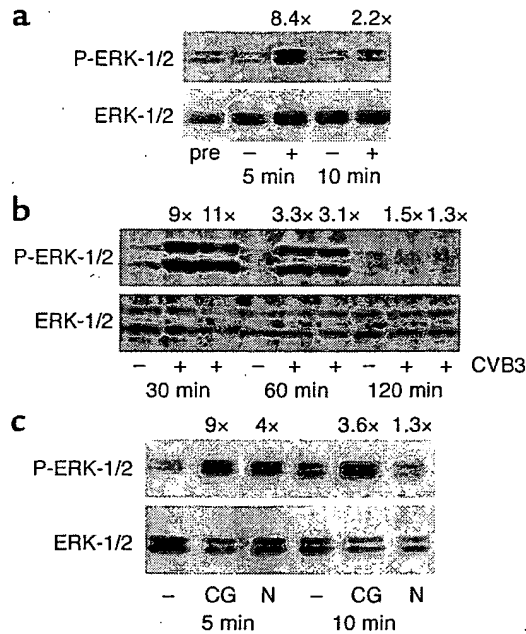 a
8.4× 2.2×
P-ERK-1/2
ERK-1/2
pre − + − +
5 min 10 min
b
9× 11× 3.3× 3.1× 1.5× 1.3×
P-ERK-1/2
ERK-1/2
− + + − + + − + + CVB3
30 min 60 min 120 min
c
9× 4× 3.6× 1.3×
P-ERK-1/2
ERK-1/2
− CG N − CG N
5 min 10 min